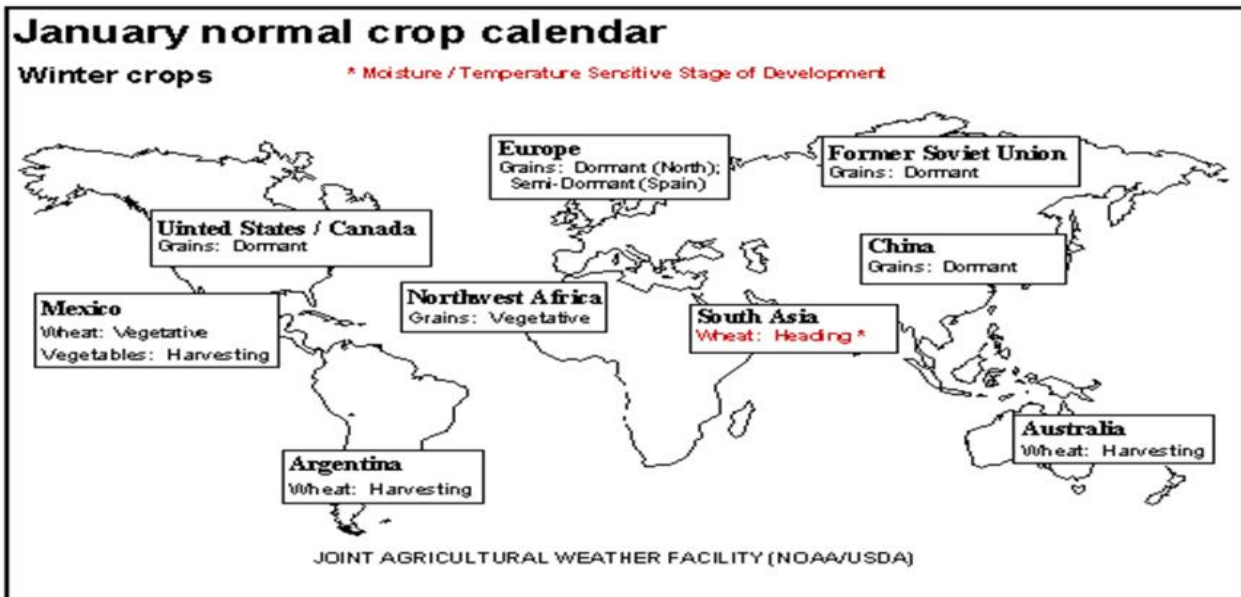 January normal crop calendar
Winter crops
* Moisture / Temperature Sensitive Stage of Development
Europe
Grains: Dormant (North);
Semi-Dormant (Spain)
Former Soviet Union
Grains: Dormant
Uinted States / Canada
Grains: Dormant
China
Grains: Dormant
Mexico
Wheat: Vegetative
Vegetables: Harvesting
Northwest Africa
Grains: Vegetative
South Asia
Wheat: Heading *
Australia
Wheat: Harvesting
Argentina
Wheat: Harvesting
JOINT AGRICULTURAL WEATHER FACILITY (NOAA/USDA)